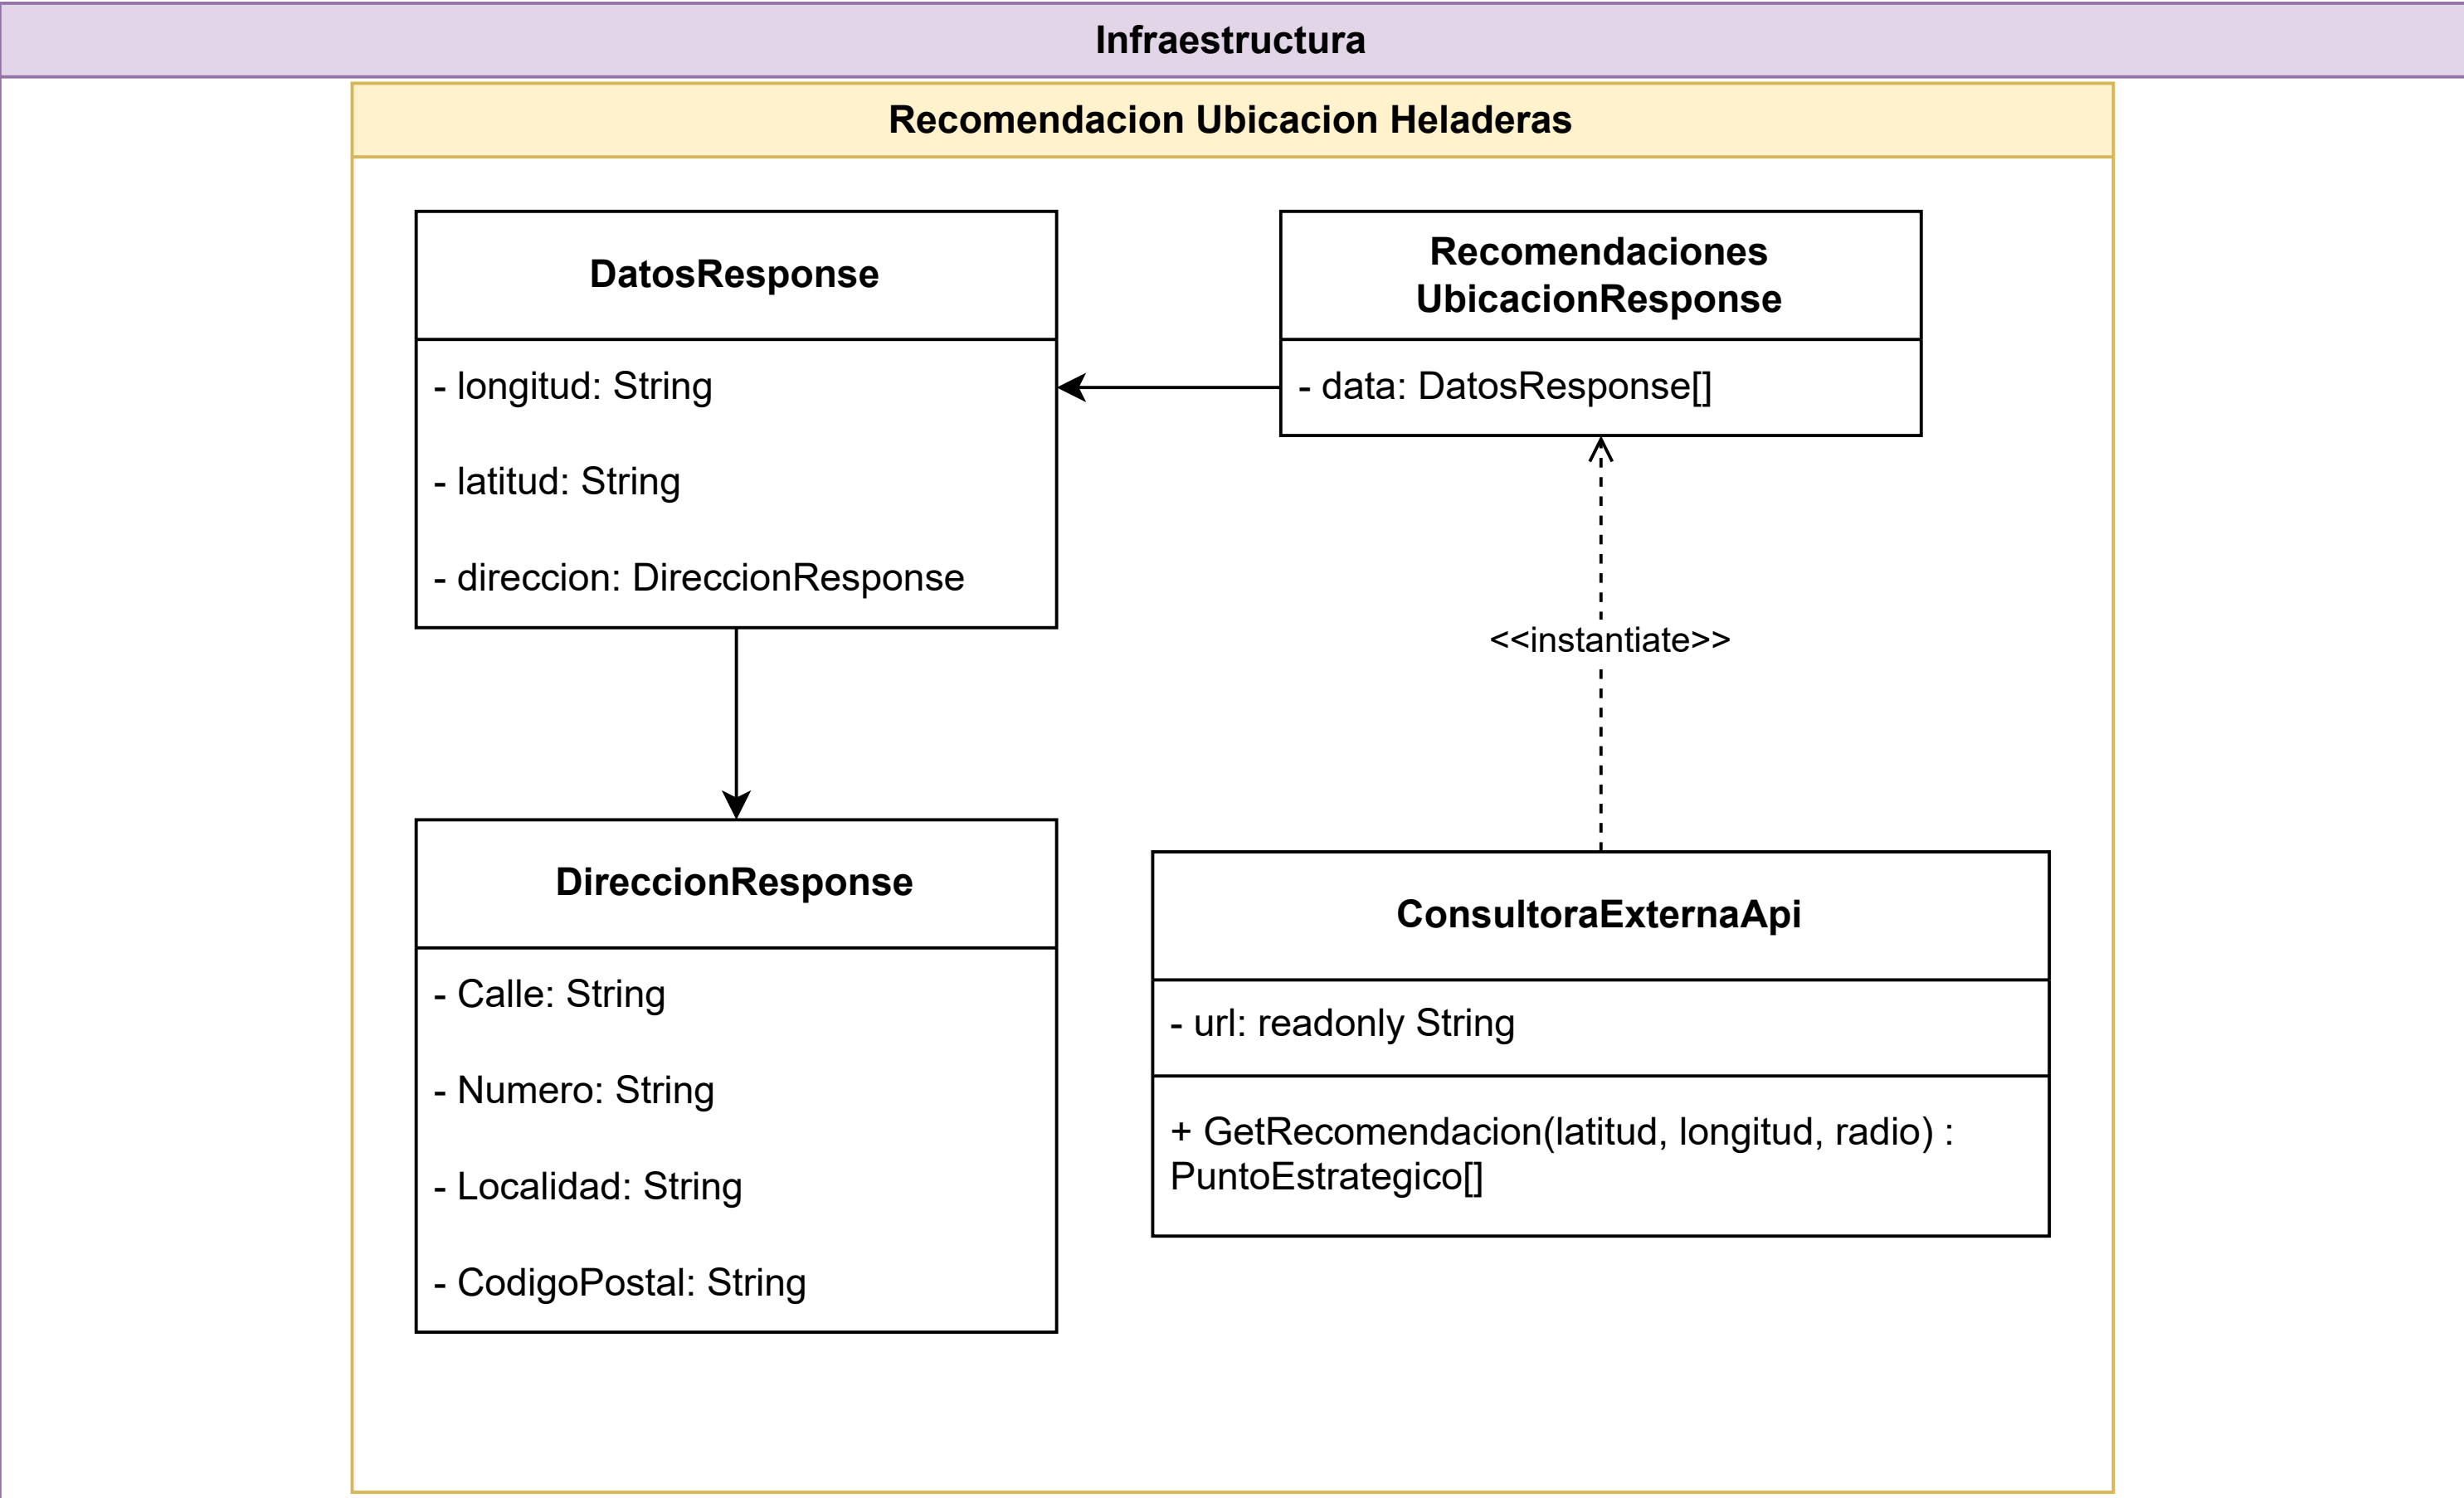 Infraestructura
Recomendacion Ubicacion Heladeras
DatosResponse
- longitud: String
- latitud: String
- direccion: DireccionResponse
Recomendaciones
UbicacionResponse
- data: DatosResponse[]
<<instantiate>>
DireccionResponse
- Calle: String
- Numero: String
- Localidad: String
- CodigoPostal: String
ConsultoraExternaApi
- url: readonly String
+ GetRecomendacion(latitud, longitud, radio) :
PuntoEstrategico[]